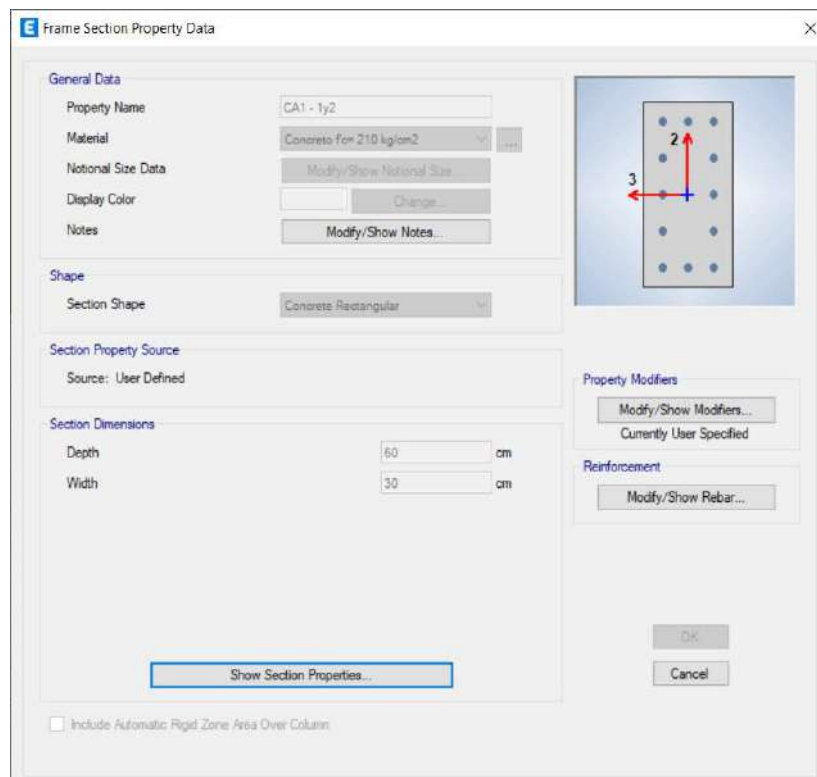 E Frame Section Property Data
General Data
Property Name CA1 - 1y2
Material Concreto f'c= 210 kg/cm2 ...
Notional Size Data Modify/Show Notional Size...
Display Color Change...
Notes Modify/Show Notes...
Shape
Section Shape Concrete Rectangular
Section Property Source
Source: User Defined
Section Dimensions
Depth 60 cm
Width 30 cm
Show Section Properties...
Include Automatic Rigid Zone Area Over Column
2
3
Property Modifiers
Modify/Show Modifiers...
Currently User Specified
Reinforcement
Modify/Show Rebar...
OK
Cancel